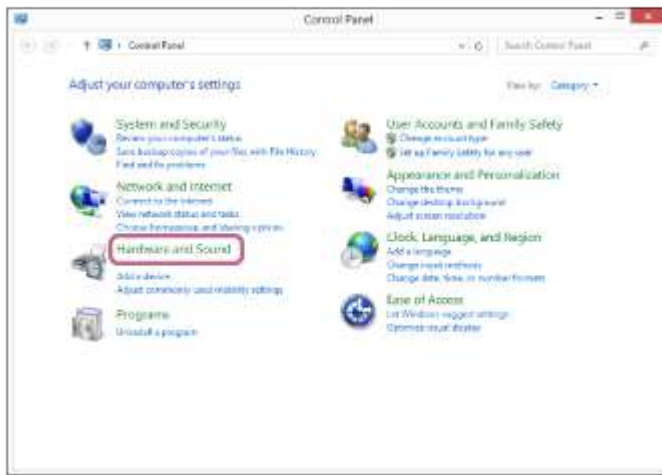 Control Panel
Control Panel
Search Control Panel
Adjust your computer's settings
View by: Category
System and Security
Review your computer's status
Save backup copies of your files with File History
Find and fix problems
Network and Internet
Connect to the Internet
View network status and tasks
Choose homegroup and sharing options
Hardware and Sound
Add a device
Adjust commonly used mobility settings
Programs
Uninstall a program
User Accounts and Family Safety
Change account type
Set up Family Safety for any user
Appearance and Personalization
Change the theme
Change desktop background
Adjust screen resolution
Clock, Language, and Region
Add a language
Change input methods
Change date, time, or number formats
Ease of Access
Let Windows suggest settings
Optimize visual display